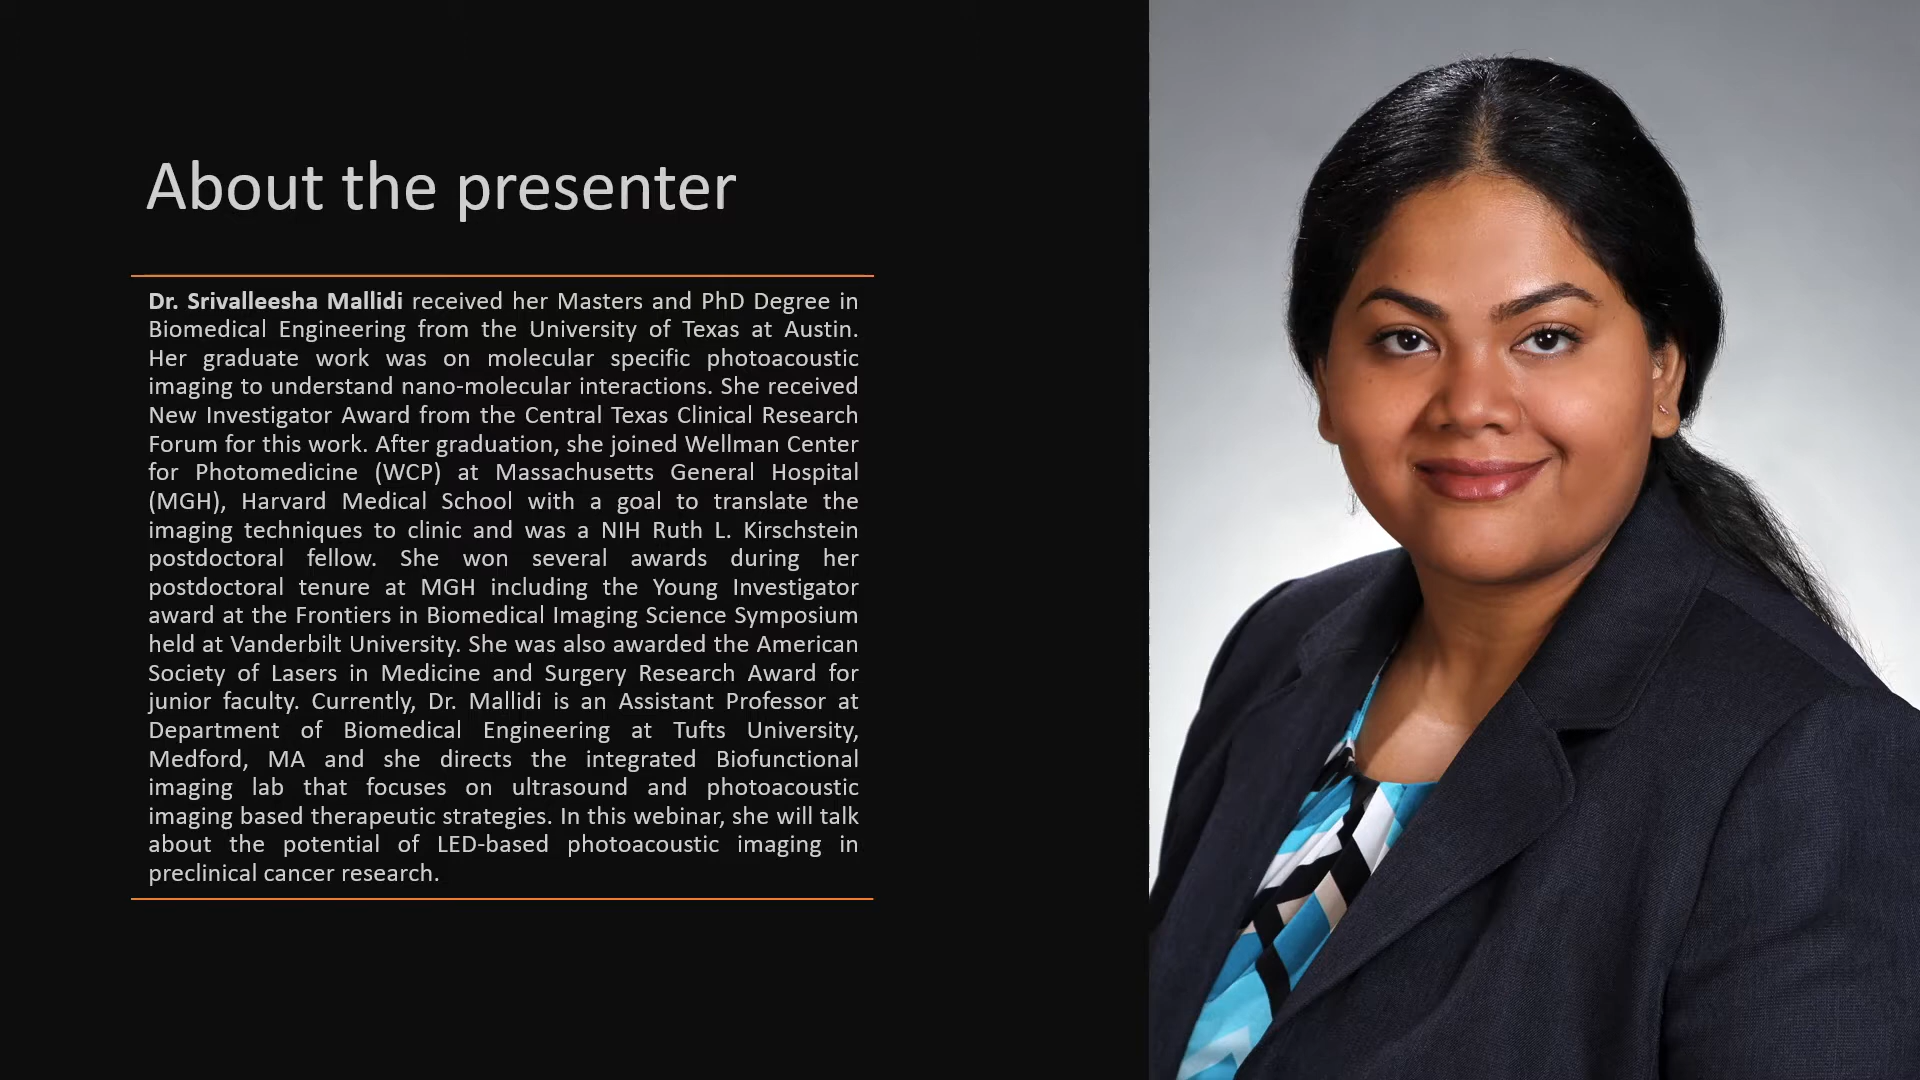 About the presenter
Dr. Srivalleesha Mallidi received her Masters and PhD Degree in
Biomedical Engineering from the University of Texas at Austin.
Her graduate work was on molecular specific photoacoustic
imaging to understand nano-molecular interactions. She received
New Investigator Award from the Central Texas Clinical Research
Forum for this work. After graduation, she joined Wellman Center
for Photomedicine (WCP) at Massachusetts General Hospital
(MGH), Harvard Medical School with a goal to translate the
imaging techniques to clinic and was a NIH Ruth L. Kirschstein
postdoctoral fellow. She won several awards during her
postdoctoral tenure at MGH including the Young Investigator
award at the Frontiers in Biomedical Imaging Science Symposium
held at Vanderbilt University. She was also awarded the American
Society of Lasers in Medicine and Surgery Research Award for
junior faculty. Currently, Dr. Mallidi is an Assistant Professor at
Department of Biomedical Engineering at Tufts University,
Medford, MA and she directs the integrated Biofunctional
imaging lab that focuses on ultrasound and photoacoustic
imaging based therapeutic strategies. In this webinar, she will talk
about the potential of LED-based photoacoustic imaging in
preclinical cancer research.